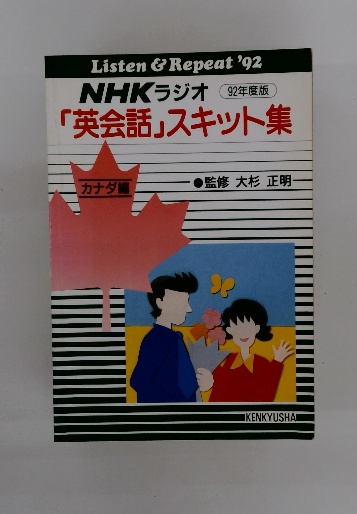 Listen & Repeat '92
NHKラジオ 92年度版
「英会話」スキット集
カナダ編
●監修 大杉 正明
KENKYUSHA